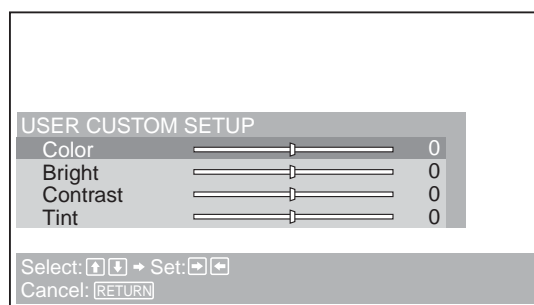 USER CUSTOM SETUP
Color 0
Bright 0
Contrast 0
Tint 0
Select: ↑ ↓ → Set: → ←
Cancel: RETURN